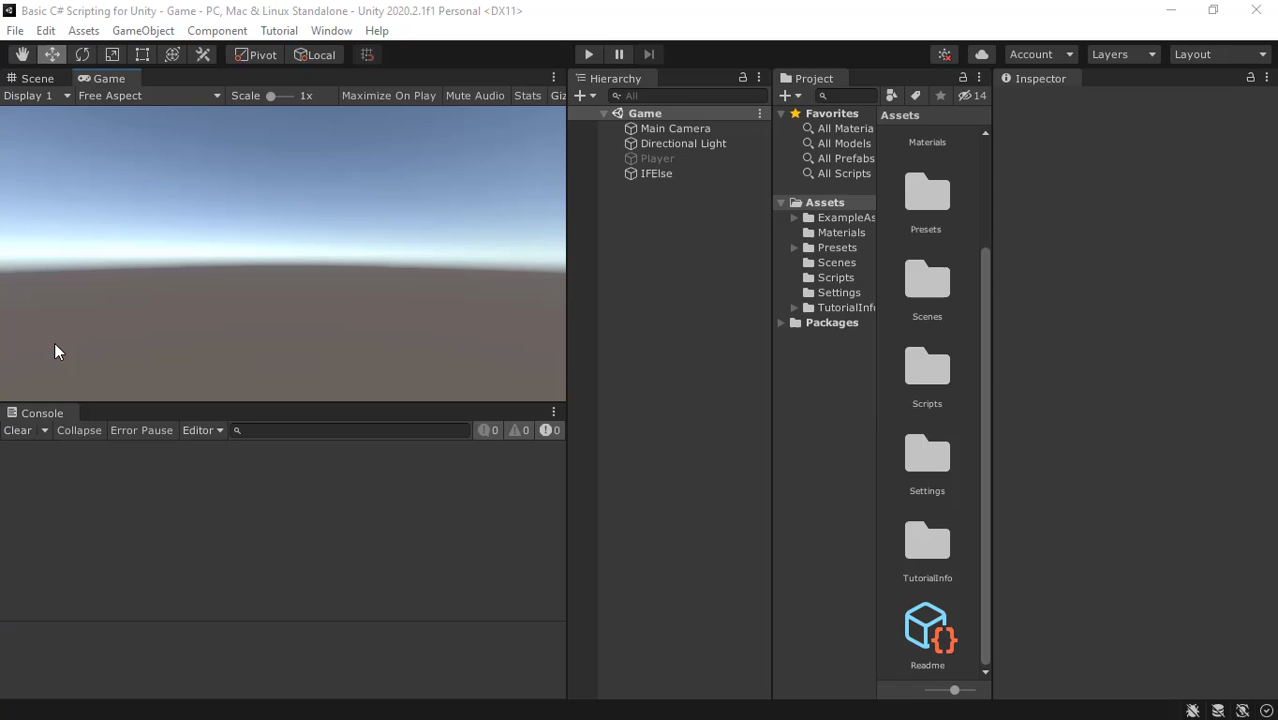 Basic C# Scripting for Unity - Game - PC, Mac & Linux Standalone - Unity 2020.2.1f1 Personal <DX11>
File Edit Assets GameObject Component Tutorial Window Help
Pivot Local Account Layers Layout
Scene Game Hierarchy Project Inspector
Display 1 Free Aspect Scale 1x Maximize On Play Mute Audio Stats Giz All 14
Game
Main Camera
Directional Light
Player
IFElse
Favorites
All Materia
All Models
All Prefabs
All Scripts
Assets
ExampleAs
Materials
Presets
Scenes
Scripts
Settings
TutorialInfo
Packages
Assets
Materials
Presets
Scenes
Scripts
Settings
TutorialInfo
Readme
Console
Clear Collapse Error Pause Editor 0 0 0